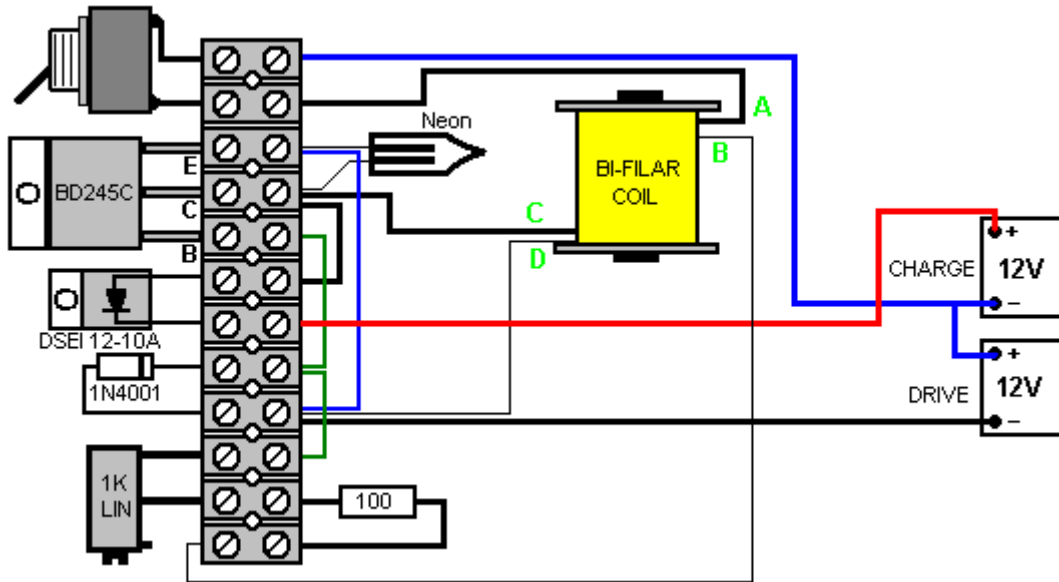 Neon
A
B
E
BD245C
C
B
BI-FILAR
COIL
C
D
+
CHARGE
12V
−
DSEI 12-10A
+
1N4001
DRIVE
12V
−
1K
LIN
100